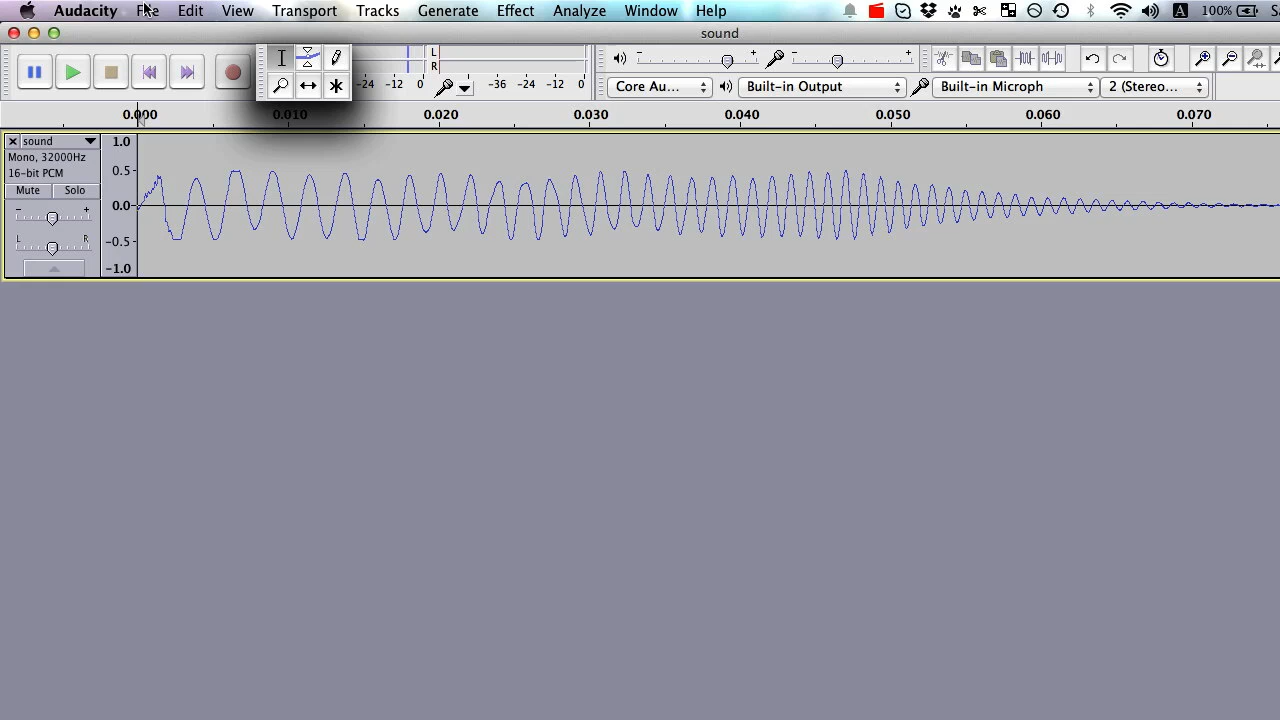 Audacity File Edit View Transport Tracks Generate Effect Analyze Window Help A 100%
sound
L
R
-24 -12 0 -36 -24 -12 0
Core Au... Built-in Output Built-in Microph 2 (Stereo...
0.000 0.010 0.020 0.030 0.040 0.050 0.060 0.070
sound
Mono, 32000Hz
16-bit PCM
Mute Solo
- +
L R
1.0
0.5
0.0
-0.5
-1.0